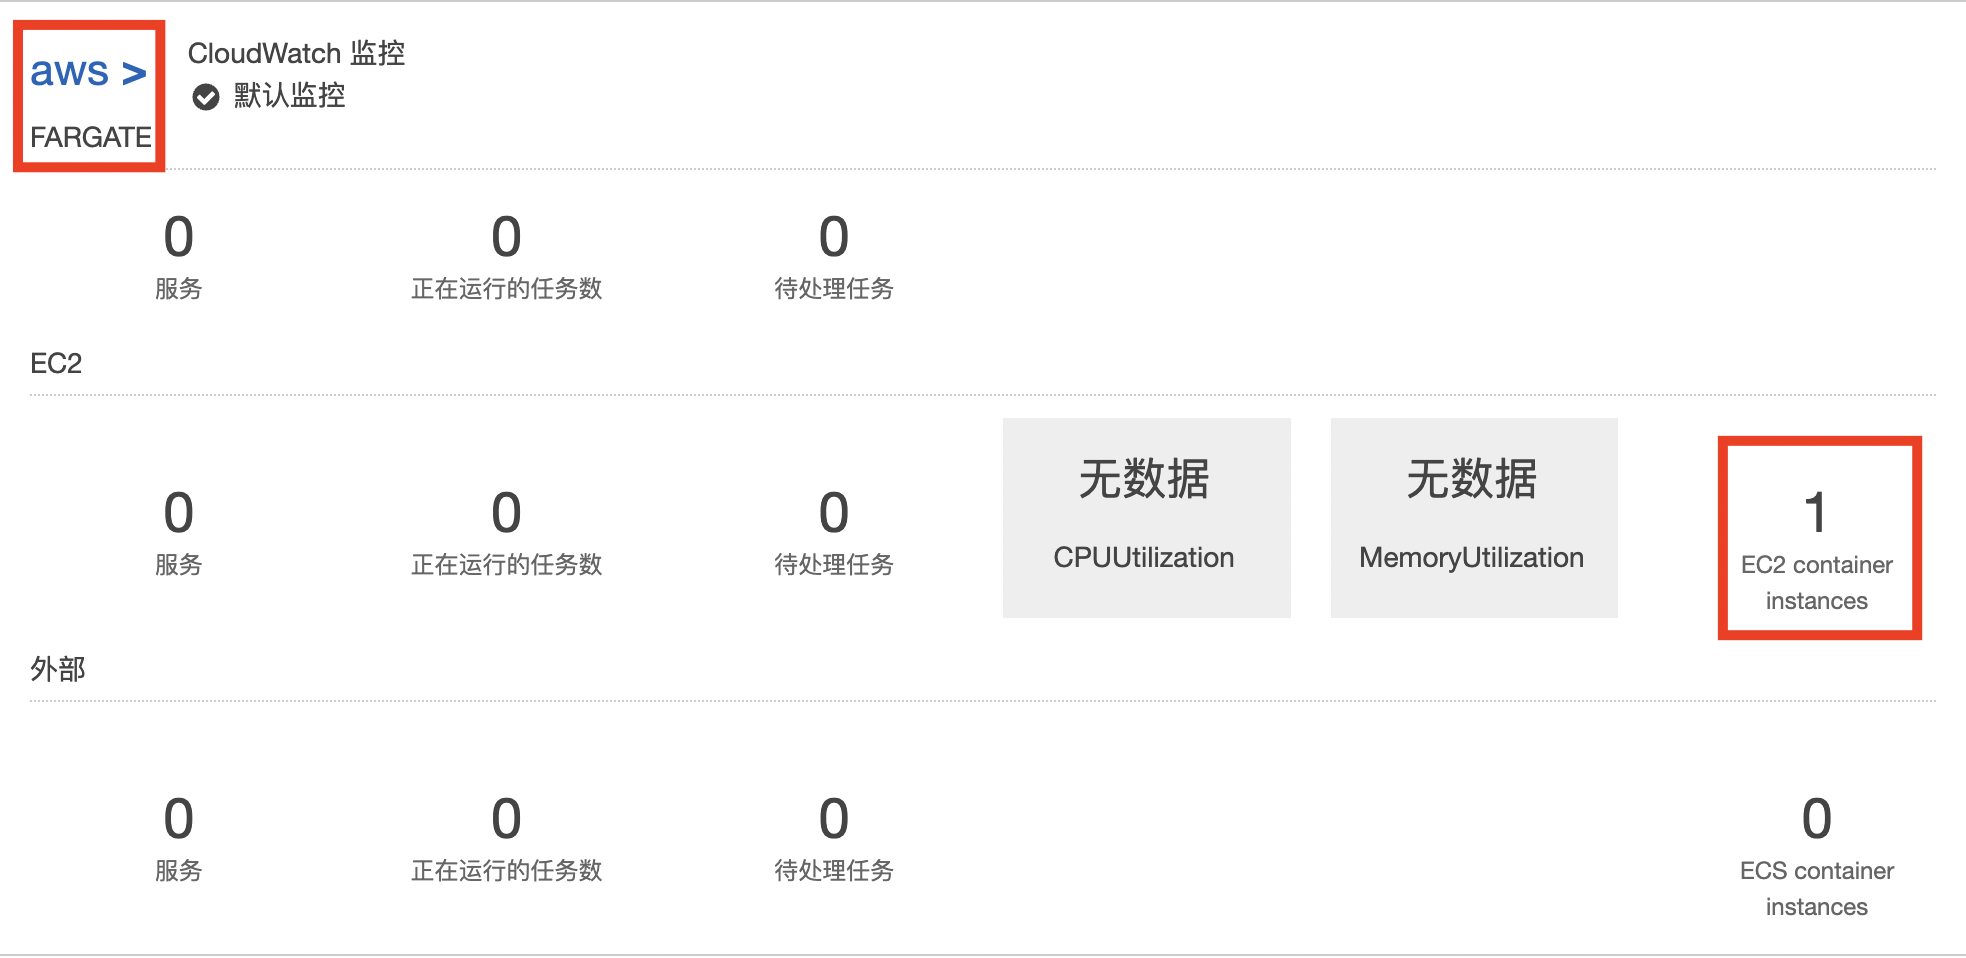 aws >
CloudWatch 监控
默认监控
FARGATE
0
服务
0
正在运行的任务数
0
待处理任务
EC2
0
服务
0
正在运行的任务数
0
待处理任务
无数据
CPUUtilization
无数据
MemoryUtilization
1
EC2 container
instances
外部
0
服务
0
正在运行的任务数
0
待处理任务
0
ECS container
instances